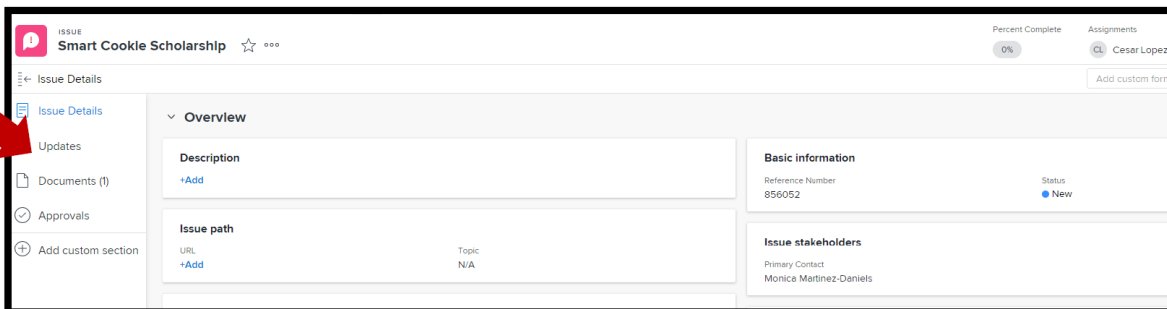 ISSUE
Smart Cookie Scholarship
Percent Complete
0%
Assignments
CL Cesar Lopez
Issue Details
Add custom form
Issue Details
Updates
Documents (1)
Approvals
Add custom section
Overview
Description
+Add
Basic information
Reference Number
856052
Status
New
Issue path
URL
+Add
Topic
N/A
Issue stakeholders
Primary Contact
Monica Martinez-Daniels